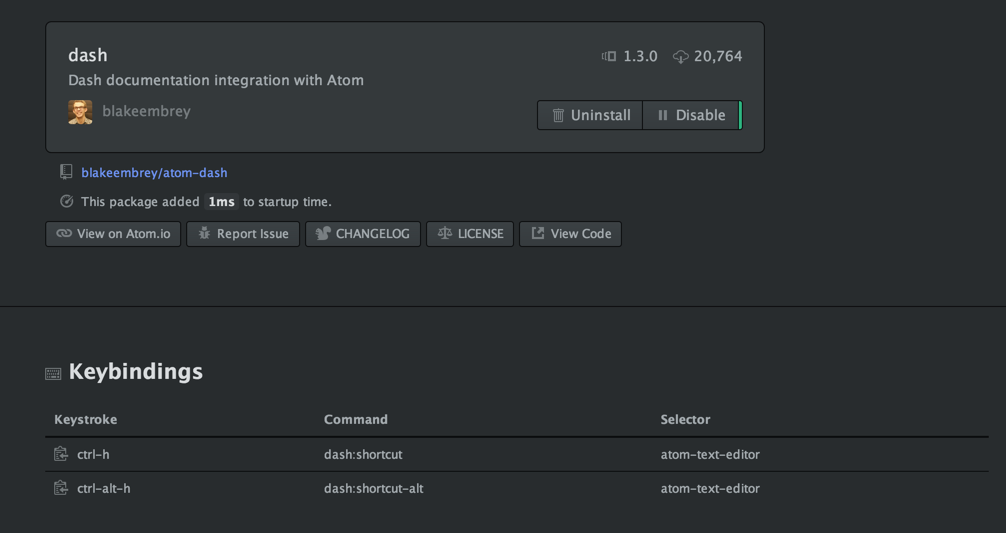 dash 1.3.0 20,764
Dash documentation integration with Atom
blakeembrey Uninstall Disable
blakeembrey/atom-dash
This package added 1ms to startup time.
View on Atom.io Report Issue CHANGELOG LICENSE View Code
Keybindings
Keystroke Command Selector
ctrl-h dash:shortcut atom-text-editor
ctrl-alt-h dash:shortcut-alt atom-text-editor